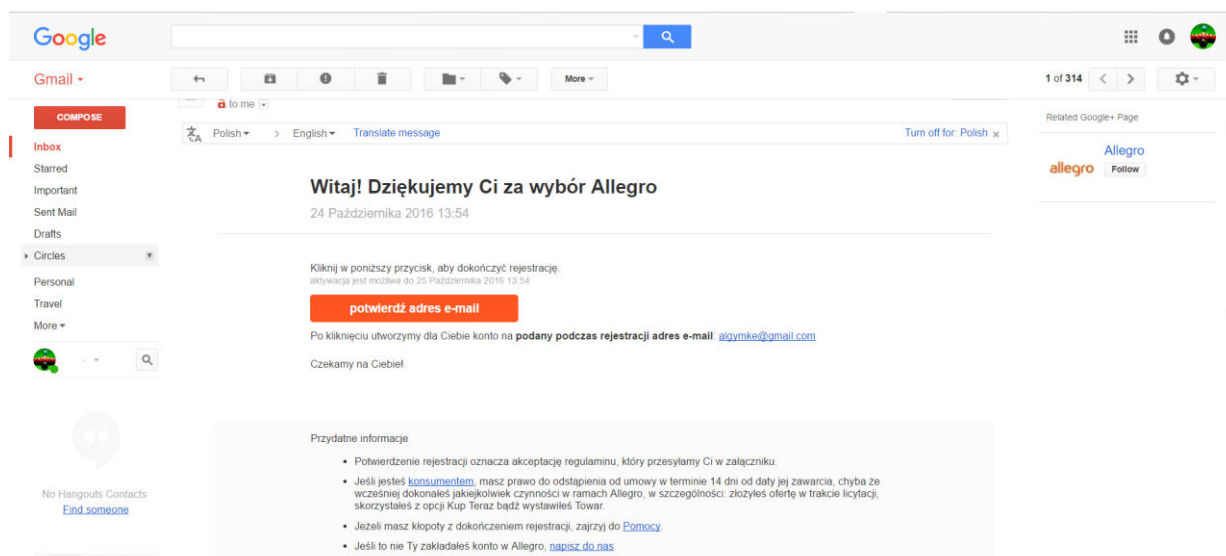 Google
Gmail
More
1 of 314
COMPOSE
to me
Related Google+ Page
Polish > English Translate message Turn off for: Polish x
Inbox
Starred
Important
Sent Mail
Drafts
Circles
Personal
Travel
More
Allegro
allegro Follow
Witaj! Dziękujemy Ci za wybór Allegro
24 Października 2016 13:54
Kliknij w poniższy przycisk, aby dokończyć rejestrację.
aktywacja jest możliwa do 25 Października 2016 13:54
potwierdź adres e-mail
Po kliknięciu utworzymy dla Ciebie konto na podany podczas rejestracji adres e-mail: algymke@gmail.com
Czekamy na Ciebie!
No Hangouts Contacts
Find someone
Przydatne informacje
• Potwierdzenie rejestracji oznacza akceptację regulaminu, który przesyłamy Ci w załączniku.
• Jeśli jesteś konsumentem, masz prawo do odstąpienia od umowy w terminie 14 dni od daty jej zawarcia, chyba że
wcześniej dokonałeś jakiejkolwiek czynności w ramach Allegro, w szczególności: złożyłeś ofertę w trakcie licytacji,
skorzystałeś z opcji Kup Teraz bądź wystawiłeś Towar.
• Jeżeli masz kłopoty z dokończeniem rejestracji, zajrzyj do Pomocy.
• Jeśli to nie Ty zakładałeś konto w Allegro, napisz do nas.